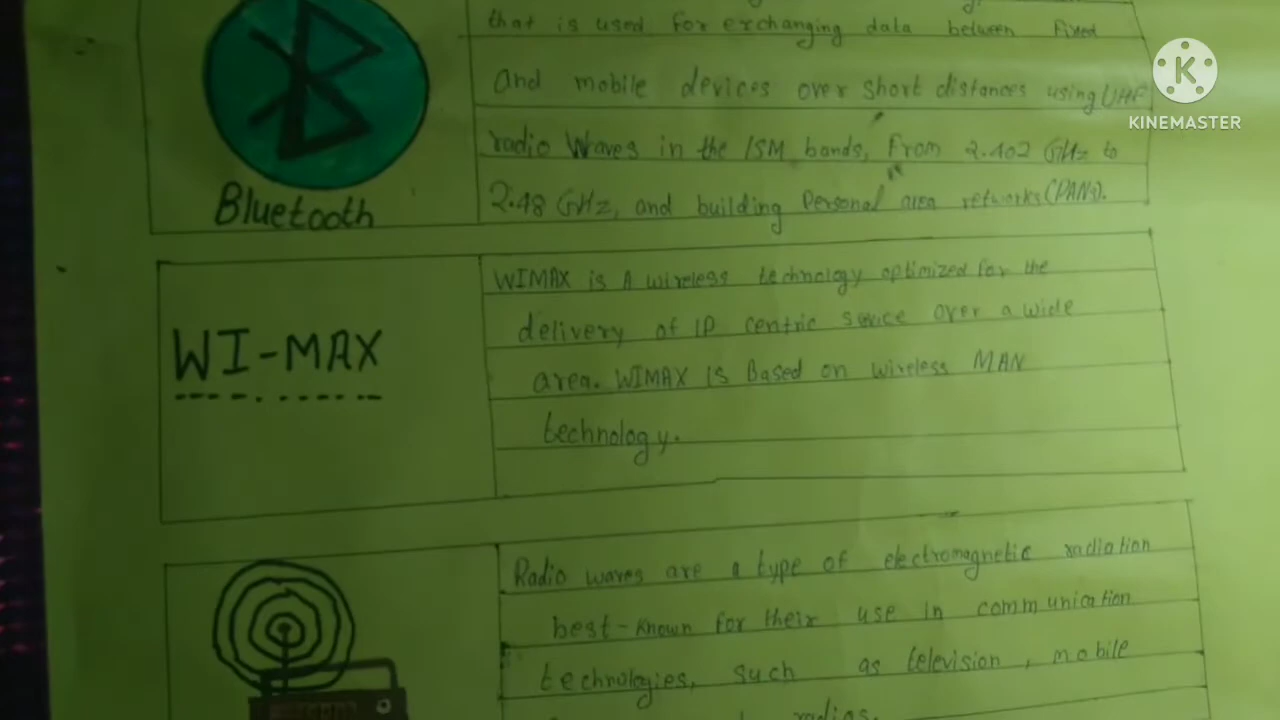 that is used for exchanging data between Fixed
and mobile devices over short distances using UHF
radio Waves in the ISM bands, From 2.402 GHz to
2.48 GHz, and building Personal area networks (PANs).
Bluetooth
WI-MAX
WIMAX is A wireless technology optimized for the
delivery of IP centric sevice over a wide
area. WIMAX is Based on wireless MAN
technology.
Radio waves are a type of electromagnetic radiation
best-known for their use in communication
technologies, such as television, mobile
radios.
K
KINEMASTER